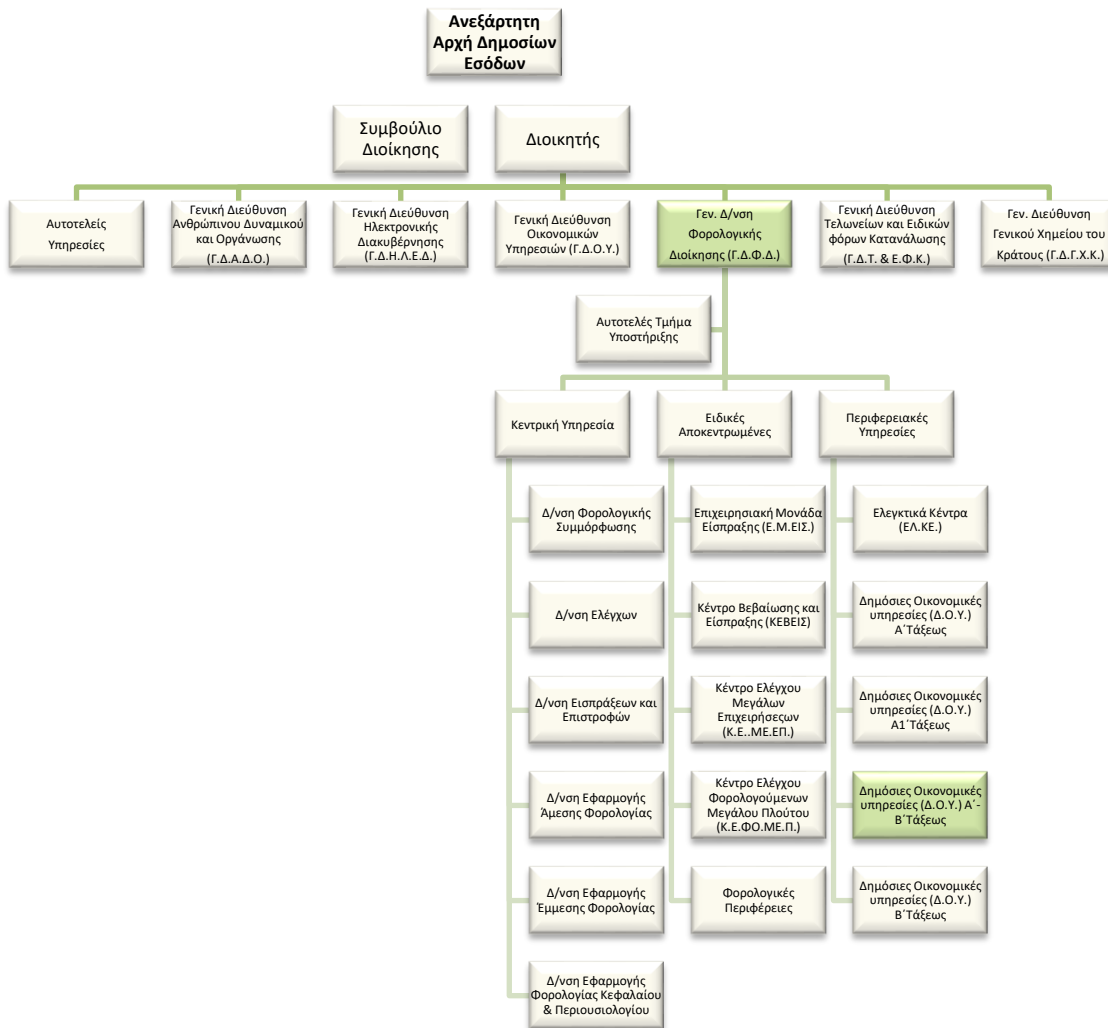 Ανεξάρτητη
Αρχή Δημοσίων
Εσόδων
Συμβούλιο
Διοίκησης
Διοικητής
Αυτοτελείς
Υπηρεσίες
Γενική Διεύθυνση
Ανθρώπινου Δυναμικού
και Οργάνωσης
(Γ.Δ.Α.Δ.Ο.)
Γενική Διεύθυνση
Ηλεκτρονικής
Διακυβέρνησης
(Γ.Δ.Η.Λ.Ε.Δ.)
Γενική Διεύθυνση
Οικονομικών
Υπηρεσιών (Γ.Δ.Ο.Υ.)
Γεν. Δ/νση
Φορολογικής
Διοίκησης (Γ.Δ.Φ.Δ.)
Γενική Διεύθυνση
Τελωνείων και Ειδικών
φόρων Κατανάλωσης
(Γ.Δ.Τ. & Ε.Φ.Κ.)
Γεν. Διεύθυνση
Γενικού Χημείου του
Κράτους (Γ.Δ.Γ.Χ.Κ.)
Αυτοτελές Τμήμα
Υποστήριξης
Κεντρική Υπηρεσία
Ειδικές
Αποκεντρωμένες
Περιφερειακές
Υπηρεσίες
Δ/νση Φορολογικής
Συμμόρφωσης
Επιχειρησιακή Μονάδα
Είσπραξης (Ε.Μ.ΕΙΣ.)
Ελεγκτικά Κέντρα
(ΕΛ.ΚΕ.)
Δ/νση Ελέγχων
Κέντρο Βεβαίωσης και
Είσπραξης (ΚΕΒΕΙΣ)
Δημόσιες Οικονομικές
υπηρεσίες (Δ.Ο.Υ.)
Α΄Τάξεως
Δ/νση Εισπράξεων και
Επιστροφών
Κέντρο Ελέγχου
Μεγάλων
Επιχειρήσεςων
(Κ.Ε..ΜΕ.ΕΠ.)
Δημόσιες Οικονομικές
υπηρεσίες (Δ.Ο.Υ.)
Α1΄Τάξεως
Δ/νση Εφαρμογής
Άμεσης Φορολογίας
Κέντρο Ελέγχου
Φορολογούμενων
Μεγάλου Πλούτου
(Κ.Ε.ΦΟ.ΜΕ.Π.)
Δημόσιες Οικονομικές
υπηρεσίες (Δ.Ο.Υ.) Α΄-
Β΄Τάξεως
Δ/νση Εφαρμογής
Έμμεσης Φορολογίας
Φορολογικές
Περιφέρειες
Δημόσιες Οικονομικές
υπηρεσίες (Δ.Ο.Υ.)
Β΄Τάξεως
Δ/νση Εφαρμογής
Φορολογίας Κεφαλαίου
& Περιουσιολογίου